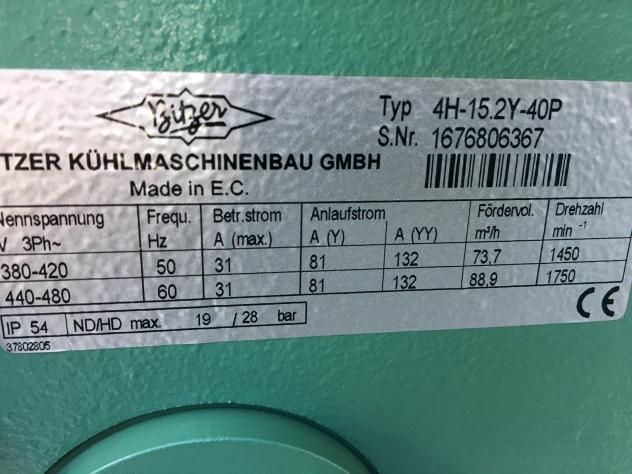 Bitzer
Typ 4H-15.2Y-40P
S.Nr. 1676806367
TZER KÜHLMASCHINENBAU GMBH
Made in E.C.
Nennspannung Frequ. Betr.strom Anlaufstrom Fördervol. Drehzahl
V 3Ph~ Hz A (max.) A (Y) A (YY) m³/h min -1
380-420 50 31 81 132 73,7 1450
440-480 60 31 81 132 88,9 1750
IP 54 ND/HD max. 19 / 28 bar
CE
37802805